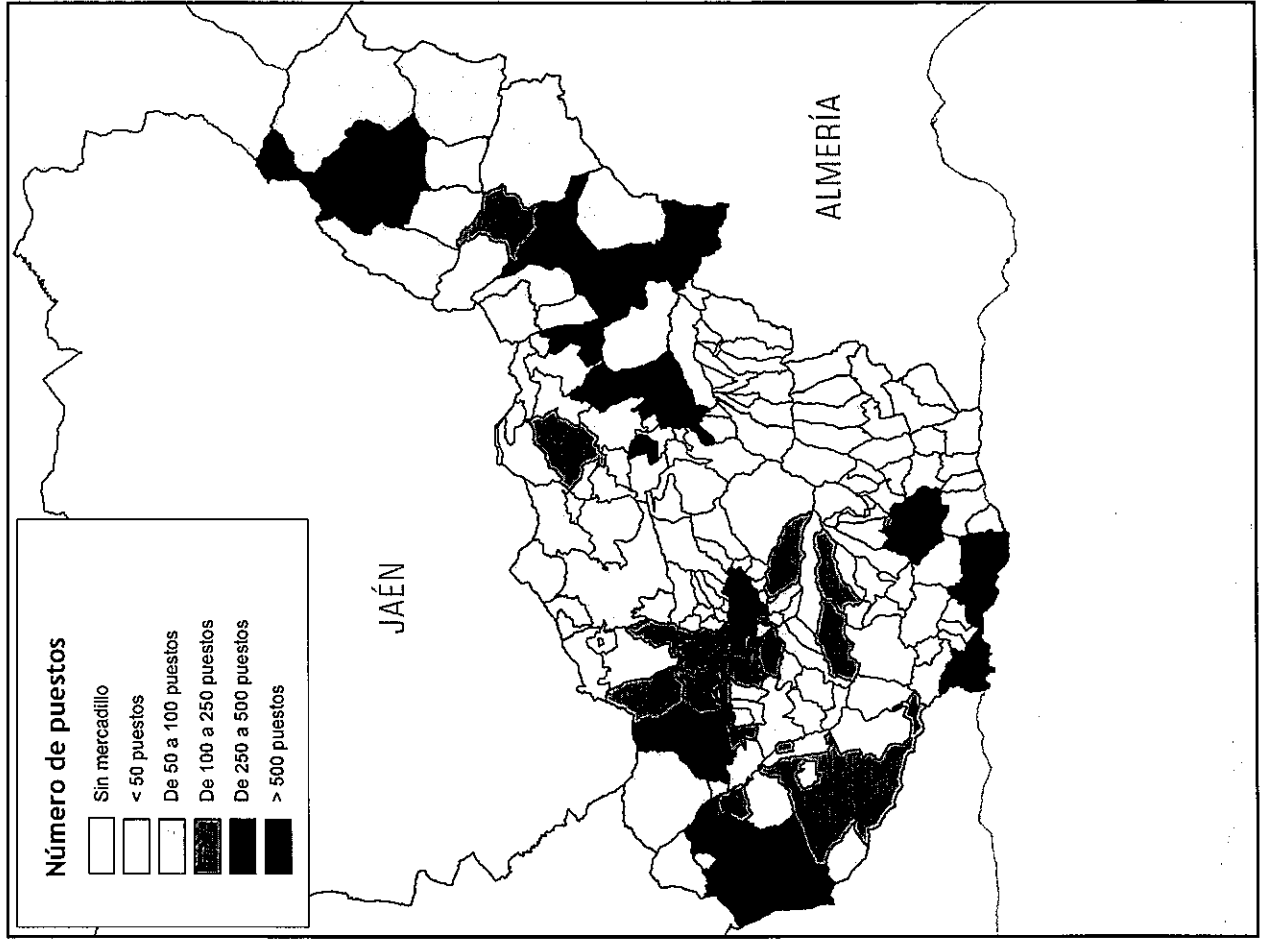 Número de puestos
Sin mercadillo
< 50 puestos
De 50 a 100 puestos
De 100 a 250 puestos
De 250 a 500 puestos
> 500 puestos
JAÉN
ALMERÍA